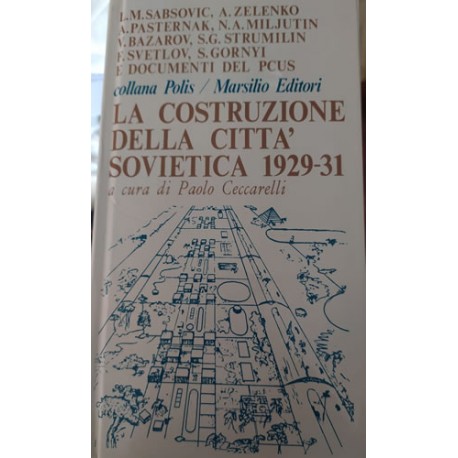 L.M.SABSOVIC, A.ZELENKO
A.PASTERNAK, N.A.MILJUTIN
V.BAZAROV, S.G.STRUMILIN
F.SVETLOV, S.GORNYI
E DOCUMENTI DEL PCUS
collana Polis / Marsilio Editori
LA COSTRUZIONE
DELLA CITTA'
SOVIETICA 1929-31
a cura di Paolo Ceccarelli